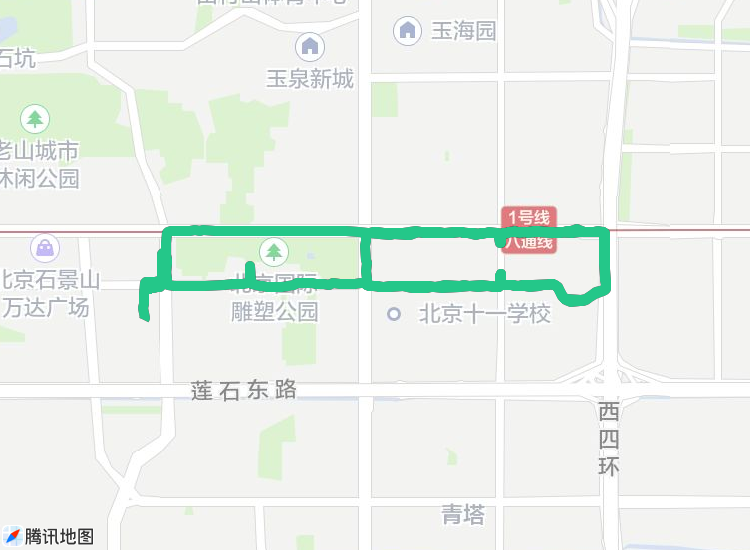 玉海园
石坑
玉泉新城
老山城市
休闲公园
1号线
八通线
北京石景山
万达广场
北京国际
雕塑公园
北京十一学校
莲石东路
西四环
青塔
腾讯地图